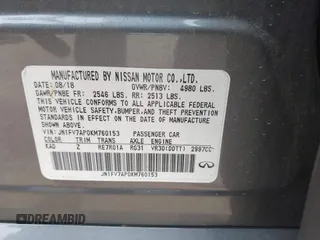 MANUFACTURED BY NISSAN MOTOR CO.,LTD.
DATE: 08/18 GVWR/PNBV: 4980 LBS.
GAWR/PNBE FR: 2546 LBS. RR: 2513 LBS.
THIS VEHICLE CONFORMS TO ALL APPLICABLE
FEDERAL MOTOR VEHICLE SAFETY,BUMPER,AND THEFT
PREVENTION STANDARDS IN EFFECT ON THE DATE OF MANUFACTURE
SHOWN ABOVE.
V.I.N.: JN1FV7AP0KM760153 PASSENGER CAR
COLOR TRIM TRANS AXLE ENGINE
KAD Z RE7R01A RG31 VR30(DDTT) 2997CC
JN1FV7AP0KM760153
INFINITI
DREAMBID